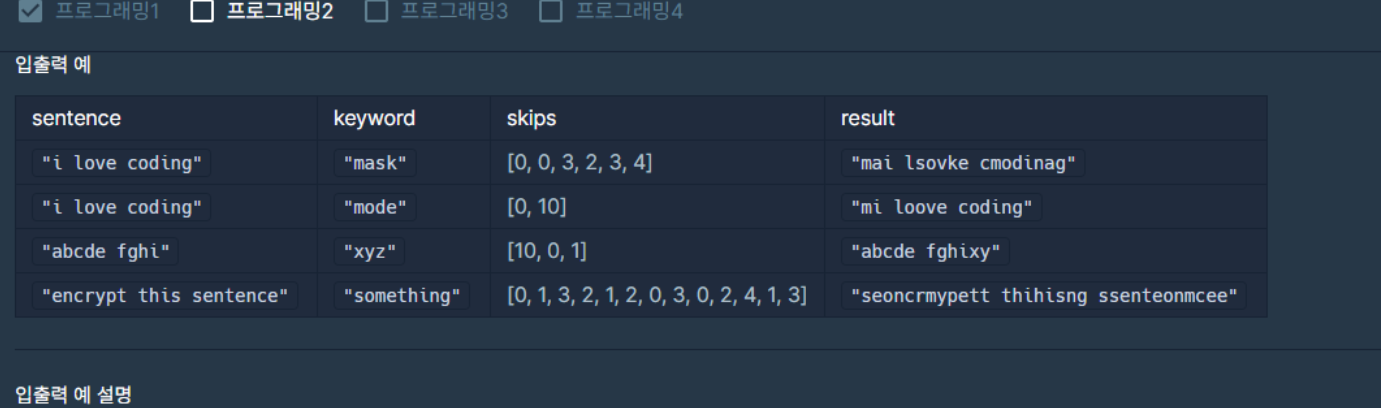 프로그래밍1 프로그래밍2 프로그래밍3 프로그래밍4
입출력 예
sentence keyword skips result
"i love coding" "mask" [0, 0, 3, 2, 3, 4] "mai lsovke cmodinag"
"i love coding" "mode" [0, 10] "mi loove coding"
"abcde fghi" "xyz" [10, 0, 1] "abcde fghixy"
"encrypt this sentence" "something" [0, 1, 3, 2, 1, 2, 0, 3, 0, 2, 4, 1, 3] "seoncrmypett thihisng ssenteonmcee"
입출력 예 설명